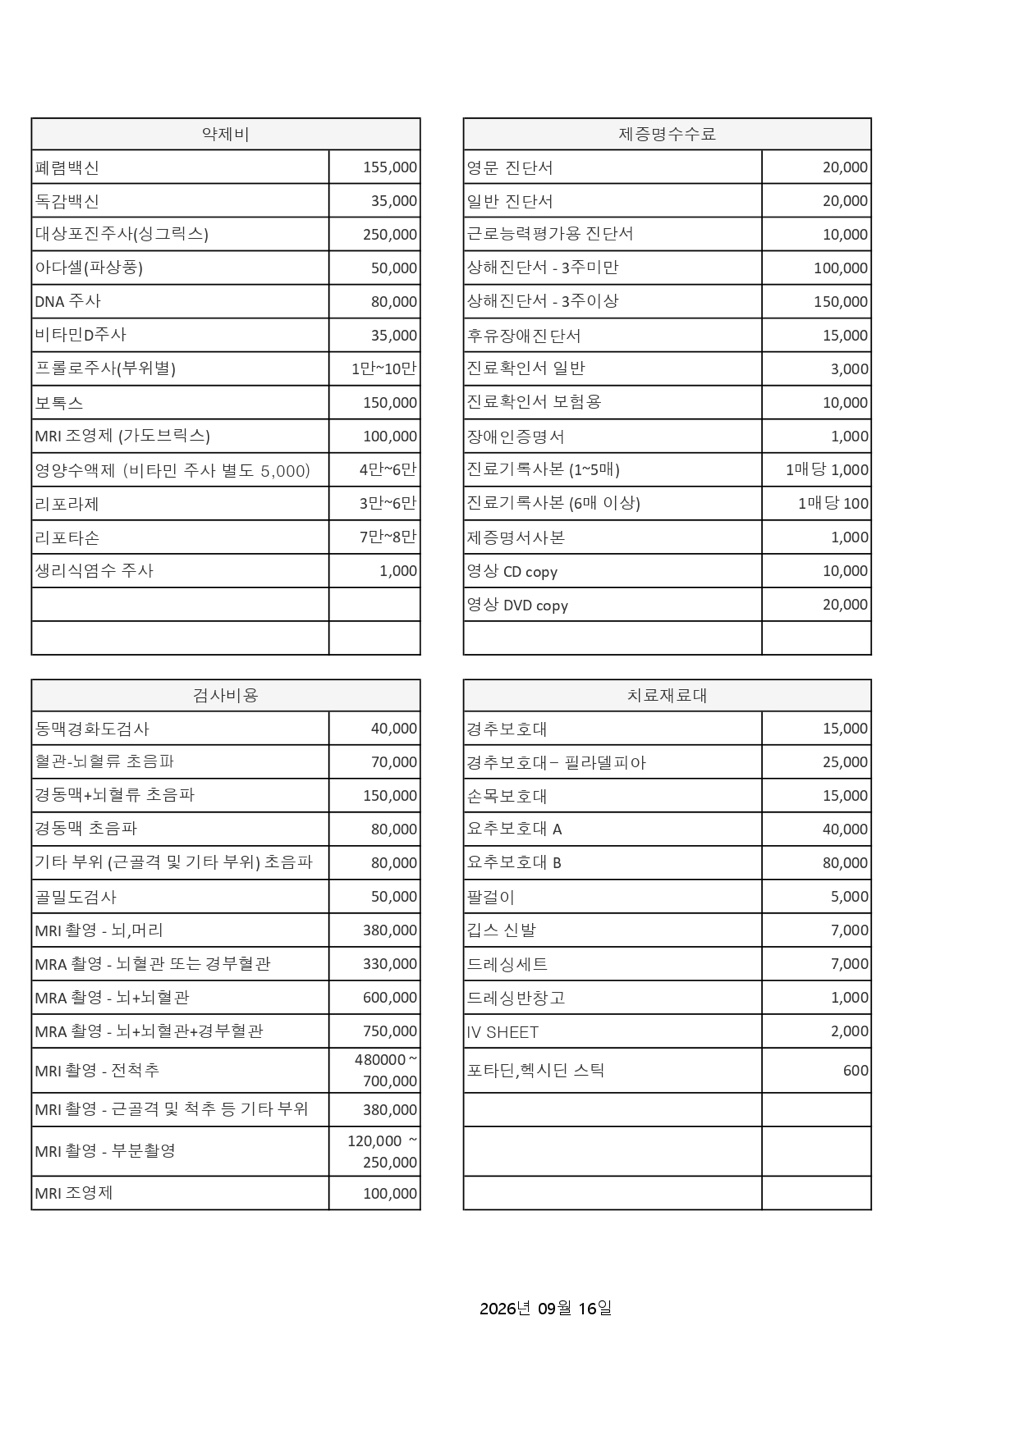 약제비
폐렴백신 155,000
독감백신 35,000
대상포진주사(싱그릭스) 250,000
아다셀(파상풍) 50,000
DNA 주사 80,000
비타민D주사 35,000
프롤로주사(부위별) 1만~10만
보톡스 150,000
MRI 조영제 (가도브릭스) 100,000
영양수액제 (비타민 주사 별도 5,000) 4만~6만
리포라제 3만~6만
리포타손 7만~8만
생리식염수 주사 1,000
제증명수수료
영문 진단서 20,000
일반 진단서 20,000
근로능력평가용 진단서 10,000
상해진단서 - 3주미만 100,000
상해진단서 - 3주이상 150,000
후유장애진단서 15,000
진료확인서 일반 3,000
진료확인서 보험용 10,000
장애인증명서 1,000
진료기록사본 (1~5매) 1매당 1,000
진료기록사본 (6매 이상) 1매당 100
제증명서사본 1,000
영상 CD copy 10,000
영상 DVD copy 20,000
검사비용
동맥경화도검사 40,000
혈관-뇌혈류 초음파 70,000
경동맥+뇌혈류 초음파 150,000
경동맥 초음파 80,000
기타 부위 (근골격 및 기타 부위) 초음파 80,000
골밀도검사 50,000
MRI 촬영 - 뇌,머리 380,000
MRA 촬영 - 뇌혈관 또는 경부혈관 330,000
MRA 촬영 - 뇌+뇌혈관 600,000
MRA 촬영 - 뇌+뇌혈관+경부혈관 750,000
MRI 촬영 - 전척추 480000 ~
700,000
MRI 촬영 - 근골격 및 척추 등 기타 부위 380,000
MRI 촬영 - 부분촬영 120,000 ~
250,000
MRI 조영제 100,000
치료재료대
경추보호대 15,000
경추보호대- 필라델피아 25,000
손목보호대 15,000
요추보호대 A 40,000
요추보호대 B 80,000
팔걸이 5,000
깁스 신발 7,000
드레싱세트 7,000
드레싱반창고 1,000
IV SHEET 2,000
포타딘,헥시딘 스틱 600
2026년 09월 16일